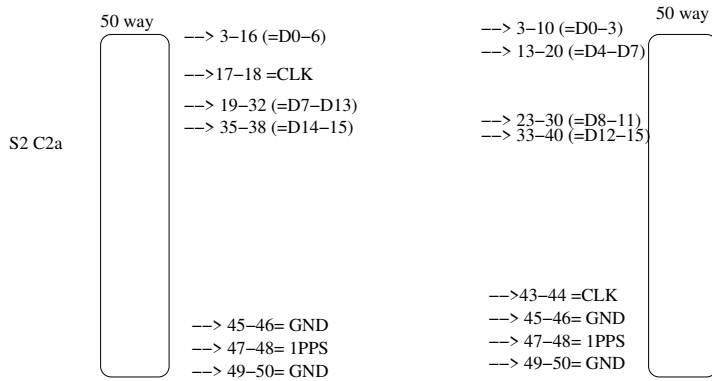 50 way
50 way
−−> 3−16 (=D0−6)
−−> 3−10 (=D0−3)
−−> 13−20 (=D4−D7)
−−>17−18 =CLK
−−> 19−32 (=D7−D13)
−−> 23−30 (=D8−11)
−−> 35−38 (=D14−15)
−−> 33−40 (=D12−15)
S2 C2a
−−>43−44 =CLK
−−> 45−46= GND
−−> 45−46= GND
−−> 47−48= 1PPS
−−> 47−48= 1PPS
−−> 49−50= GND
−−> 49−50= GND